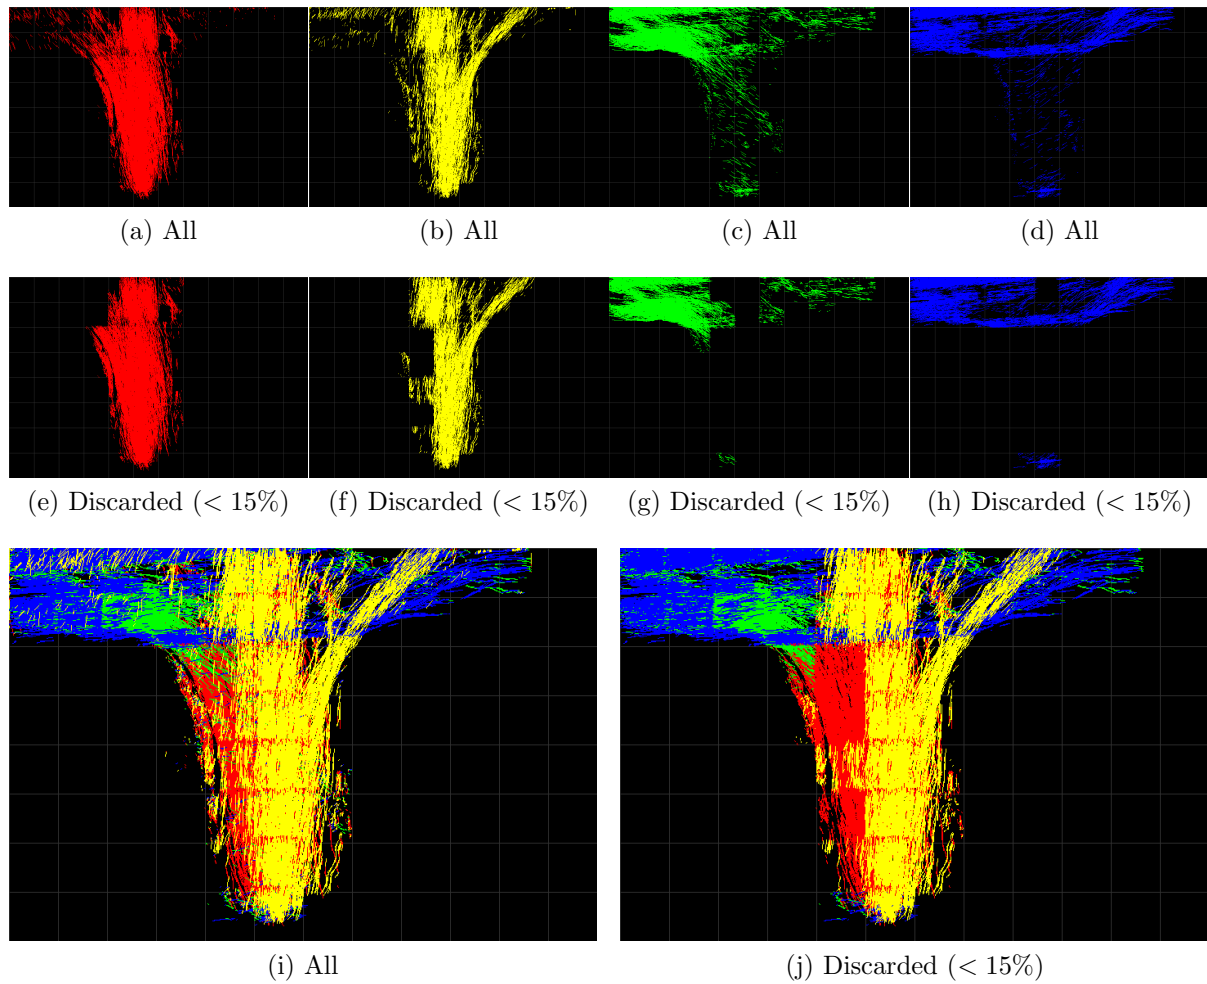 (a) All
(b) All
(c) All
(d) All
(e) Discarded (< 15%)
(f) Discarded (< 15%)
(g) Discarded (< 15%)
(h) Discarded (< 15%)
(i) All
(j) Discarded (< 15%)